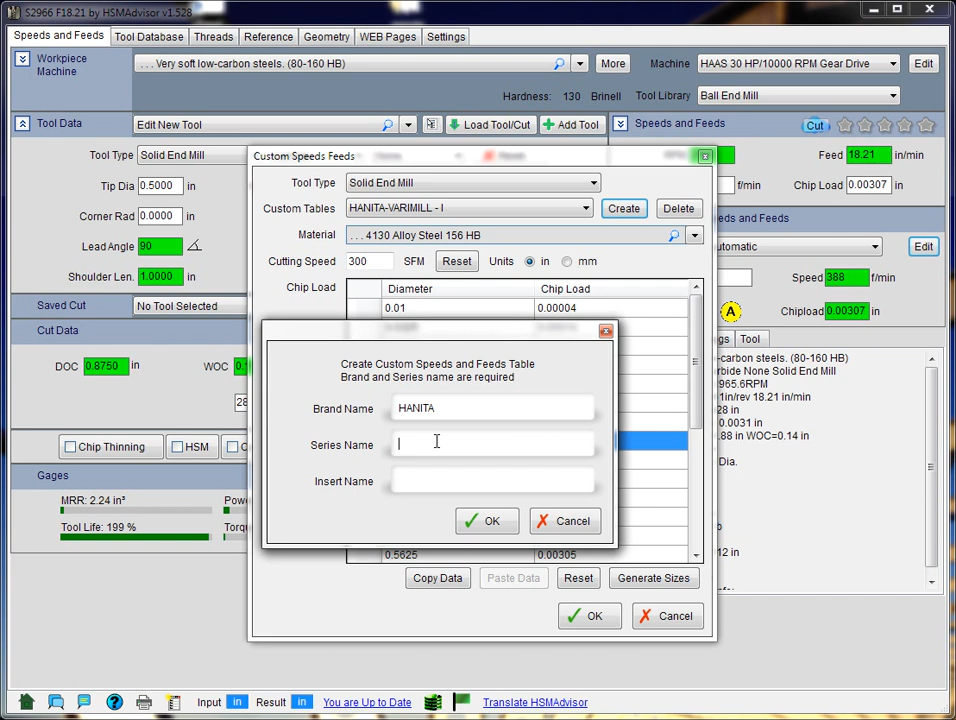 S2966 F18.21 by HSMAdvisor v1.528
Speeds and Feeds Tool Database Threads Reference Geometry WEB Pages Settings
Workpiece
Machine
. . . Very soft low-carbon steels. (80-160 HB)
More
Machine HAAS 30 HP/10000 RPM Gear Drive Edit
Hardness: 130 Brinell
Tool Library Ball End Mill
Tool Data
Edit New Tool
Load Tool/Cut
Add Tool
Speeds and Feeds
Cut
Tool Type Solid End Mill
Tip Dia 0.5000 in
Corner Rad 0.0000 in
Lead Angle 90
Shoulder Len. 1.0000 in
Feed 18.21 in/min
f/min Chip Load 0.00307 in
peeds and Feeds
utomatic Edit
Speed 388 f/min
A
Chipload 0.00307 in
Saved Cut No Tool Selected
Cut Data
DOC 0.8750 in WOC
28
Chip Thinning HSM C
Gages
MRR: 2.24 in³ Powe
Tool Life: 199 % Torq
gs Tool
-carbon steels. (80-160 HB)
rbide None Solid End Mill
965.6RPM
1in/rev 18.21 in/min
28 in
0.0031 in
.88 in WOC=0.14 in
Dia.
12 in
Custom Speeds Feeds
Tool Type Solid End Mill
Custom Tables HANITA-VARIMILL - I Create Delete
Material . . . 4130 Alloy Steel 156 HB
Cutting Speed 300 SFM Reset Units in mm
Chip Load
Diameter Chip Load
0.01 0.00004
0.5625 0.00305
Copy Data Paste Data Reset Generate Sizes
OK Cancel
Create Custom Speeds and Feeds Table
Brand and Series name are required
Brand Name HANITA
Series Name
Insert Name
OK Cancel
Input in Result in You are Up to Date Translate HSMAdvisor